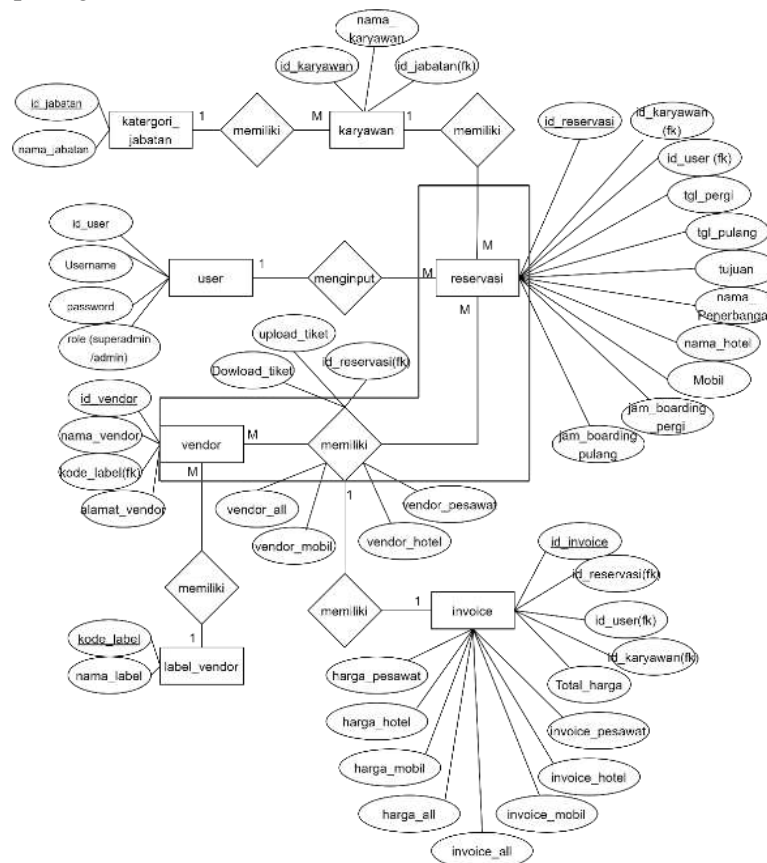 nama_
karyawan
id_karyawan
id_jabatan(fk)
id_jabatan
nama_jabatan
katergori_
jabatan
1
memiliki
M
karyawan
1
memiliki
id_reservasi
id_karyawan
(fk)
id_user (fk)
tgl_pergi
tgl_pulang
tujuan
nama_
Penerbanga
nama_hotel
Mobil
jam_boarding
pergi
jam_boarding
pulang
M
id_user
Username
password
role (superadmin
/admin)
user
1
menginput
M
reservasi
M
upload_tiket
Dowload_tiket
id_reservasi(fk)
id_vendor
nama_vendor
kode_label(fk)
alamat_vendor
vendor
M
M
memiliki
vendor_all
vendor_mobil
vendor_hotel
vendor_pesawat
1
memiliki
1
kode_label
nama_label
label_vendor
memiliki
1
invoice
id_invoice
id_reservasi(fk)
id_user(fk)
id_karyawan(fk)
Total_harga
invoice_pesawat
invoice_hotel
invoice_mobil
invoice_all
harga_pesawat
harga_hotel
harga_mobil
harga_all